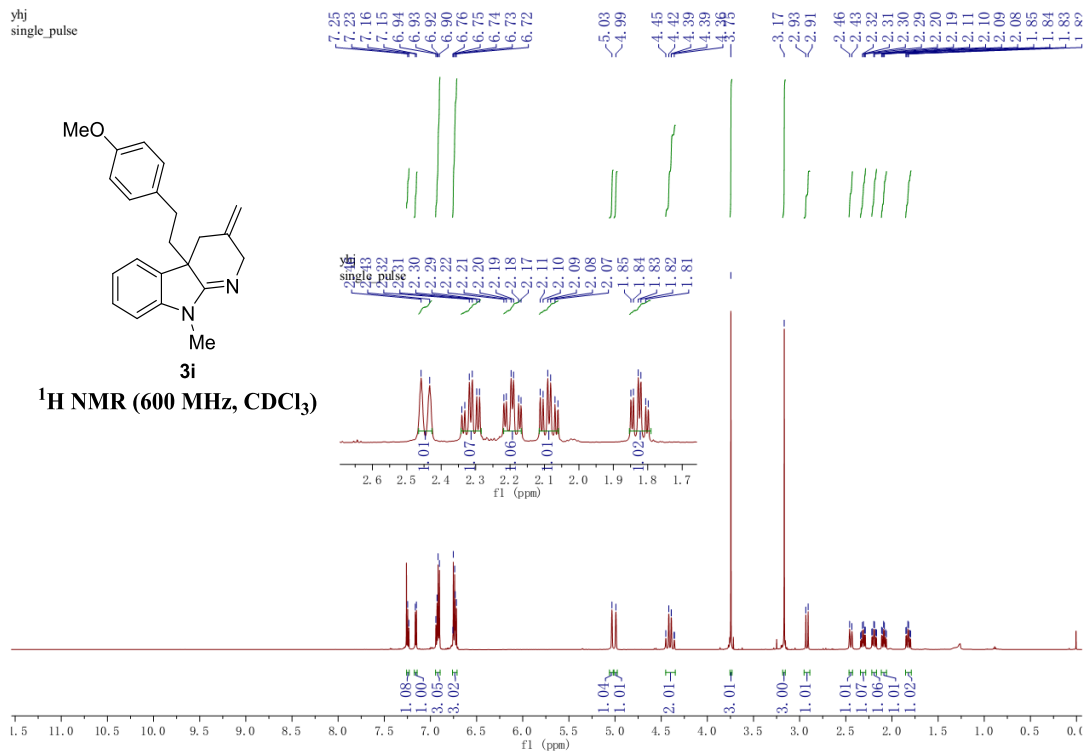 yhj
single_pulse
7.25 7.23 7.16 7.15 6.94 6.93 6.92 6.90 6.76 6.75 6.74 6.73 6.72 5.03 4.99 4.45 4.42 4.39 4.39 4.36 3.75 3.17 2.93 2.91 2.46 2.43 2.32 2.31 2.30 2.29 2.20 2.19 2.11 2.10 2.09 2.08 1.85 1.84 1.83 1.82
MeO
N
N
Me
3i
¹H NMR (600 MHz, CDCl₃)
yhj
single_pulse
2.43 2.32 2.31 2.30 2.29 2.22 2.21 2.20 2.19 2.18 2.17 2.11 2.10 2.09 2.08 2.07 1.85 1.84 1.83 1.82 1.81
1.01 1.07 1.06 1.01 1.02
2.6 2.5 2.4 2.3 2.2 2.1 2.0 1.9 1.8 1.7
f1 (ppm)
1.08 1.00 3.05 3.02 1.04 1.01 2.01 3.01 3.00 1.01 1.01 1.07 1.06 1.01 1.02
1.5 11.0 10.5 10.0 9.5 9.0 8.5 8.0 7.5 7.0 6.5 6.0 5.5 5.0 4.5 4.0 3.5 3.0 2.5 2.0 1.5 1.0 0.5 0.0
f1 (ppm)